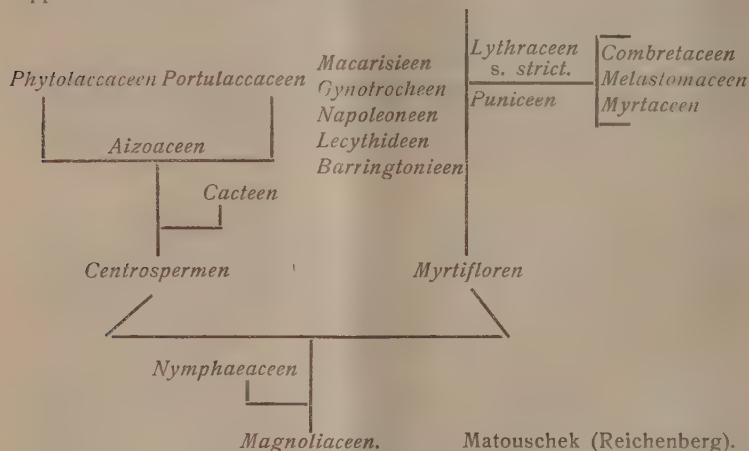 Lythraceen
s. strict.
Puniceen
Combretaceen
Melastomaceen
Myrtaceen
Macarisieen
Gynotrocheen
Napoleoneen
Lecythideen
Barringtonieen
Phytolaccaceen Portulaccaceen
Aizoaceen
Cacteen
Centrospermen
Myrtifloren
Nymphaeaceen
Magnoliaceen.
Matouschek (Reichenberg).